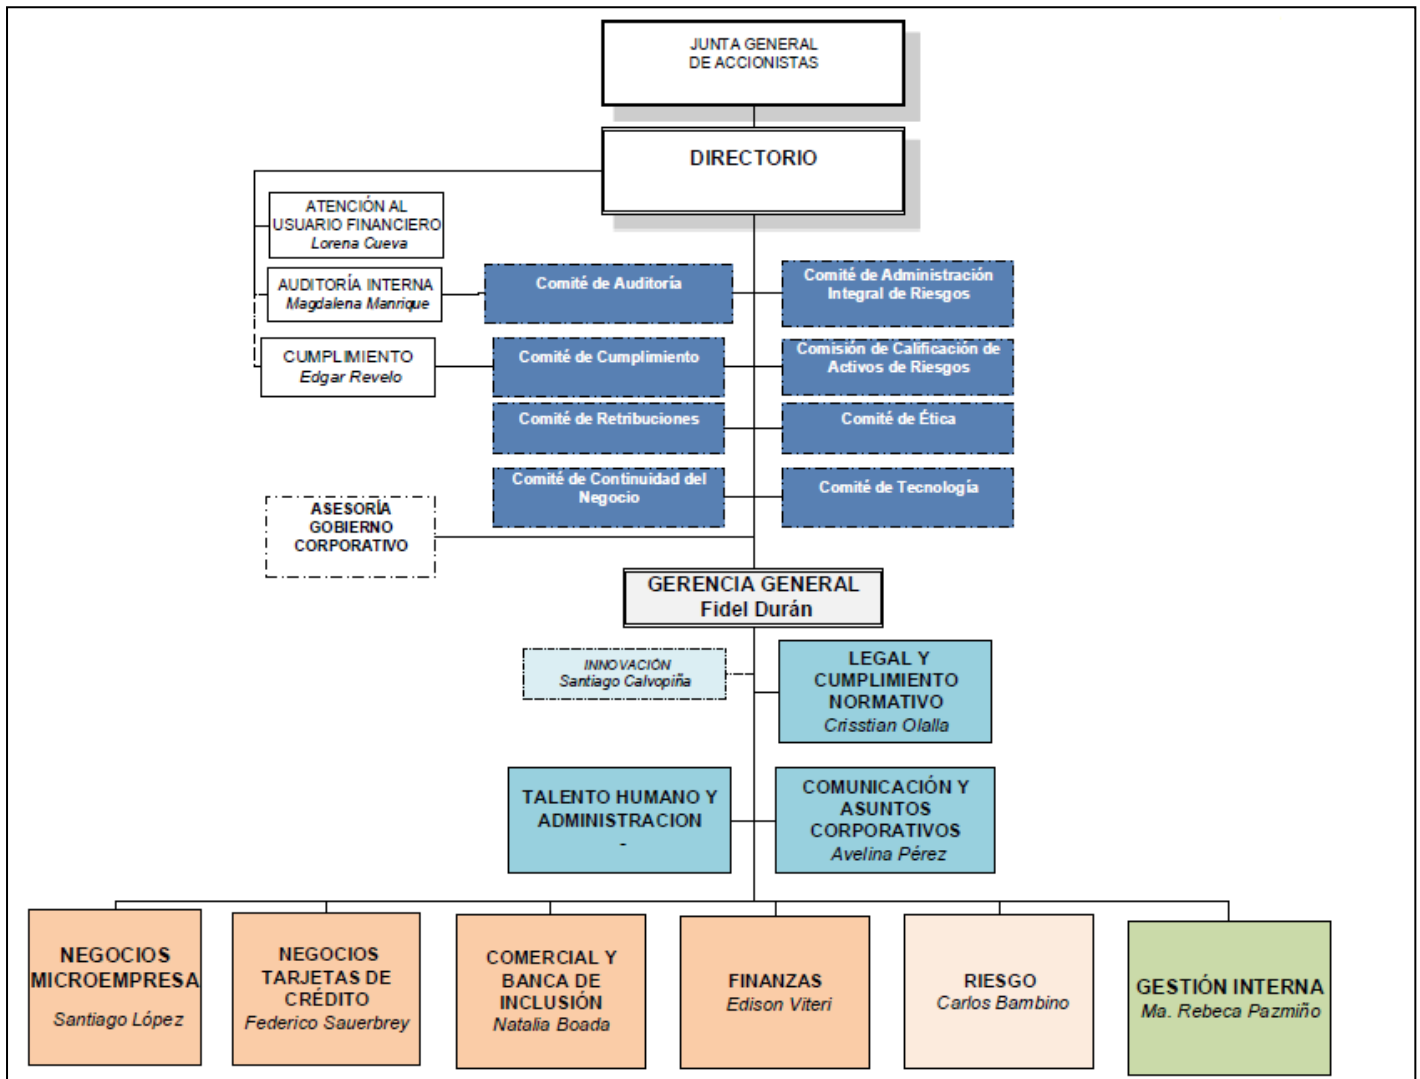 JUNTA GENERAL
DE ACCIONISTAS
DIRECTORIO
ATENCIÓN AL
USUARIO FINANCIERO
Lorena Cueva
AUDITORÍA INTERNA
Magdalena Manrique
Comité de Auditoría
Comité de Administración
Integral de Riesgos
CUMPLIMIENTO
Edgar Revelo
Comité de Cumplimiento
Comisión de Calificación de
Activos de Riesgos
Comité de Retribuciones
Comité de Ética
Comité de Continuidad del
Negocio
Comité de Tecnología
ASESORÍA
GOBIERNO
CORPORATIVO
GERENCIA GENERAL
Fidel Durán
INNOVACIÓN
Santiago Calvopiña
LEGAL Y
CUMPLIMIENTO
NORMATIVO
Crisstian Olalla
TALENTO HUMANO Y
ADMINISTRACION
-
COMUNICACIÓN Y
ASUNTOS
CORPORATIVOS
Avelina Pérez
NEGOCIOS
MICROEMPRESA
Santiago López
NEGOCIOS
TARJETAS DE
CRÉDITO
Federico Sauerbrey
COMERCIAL Y
BANCA DE
INCLUSIÓN
Natalia Boada
FINANZAS
Edison Viteri
RIESGO
Carlos Bambino
GESTIÓN INTERNA
Ma. Rebeca Pazmiño